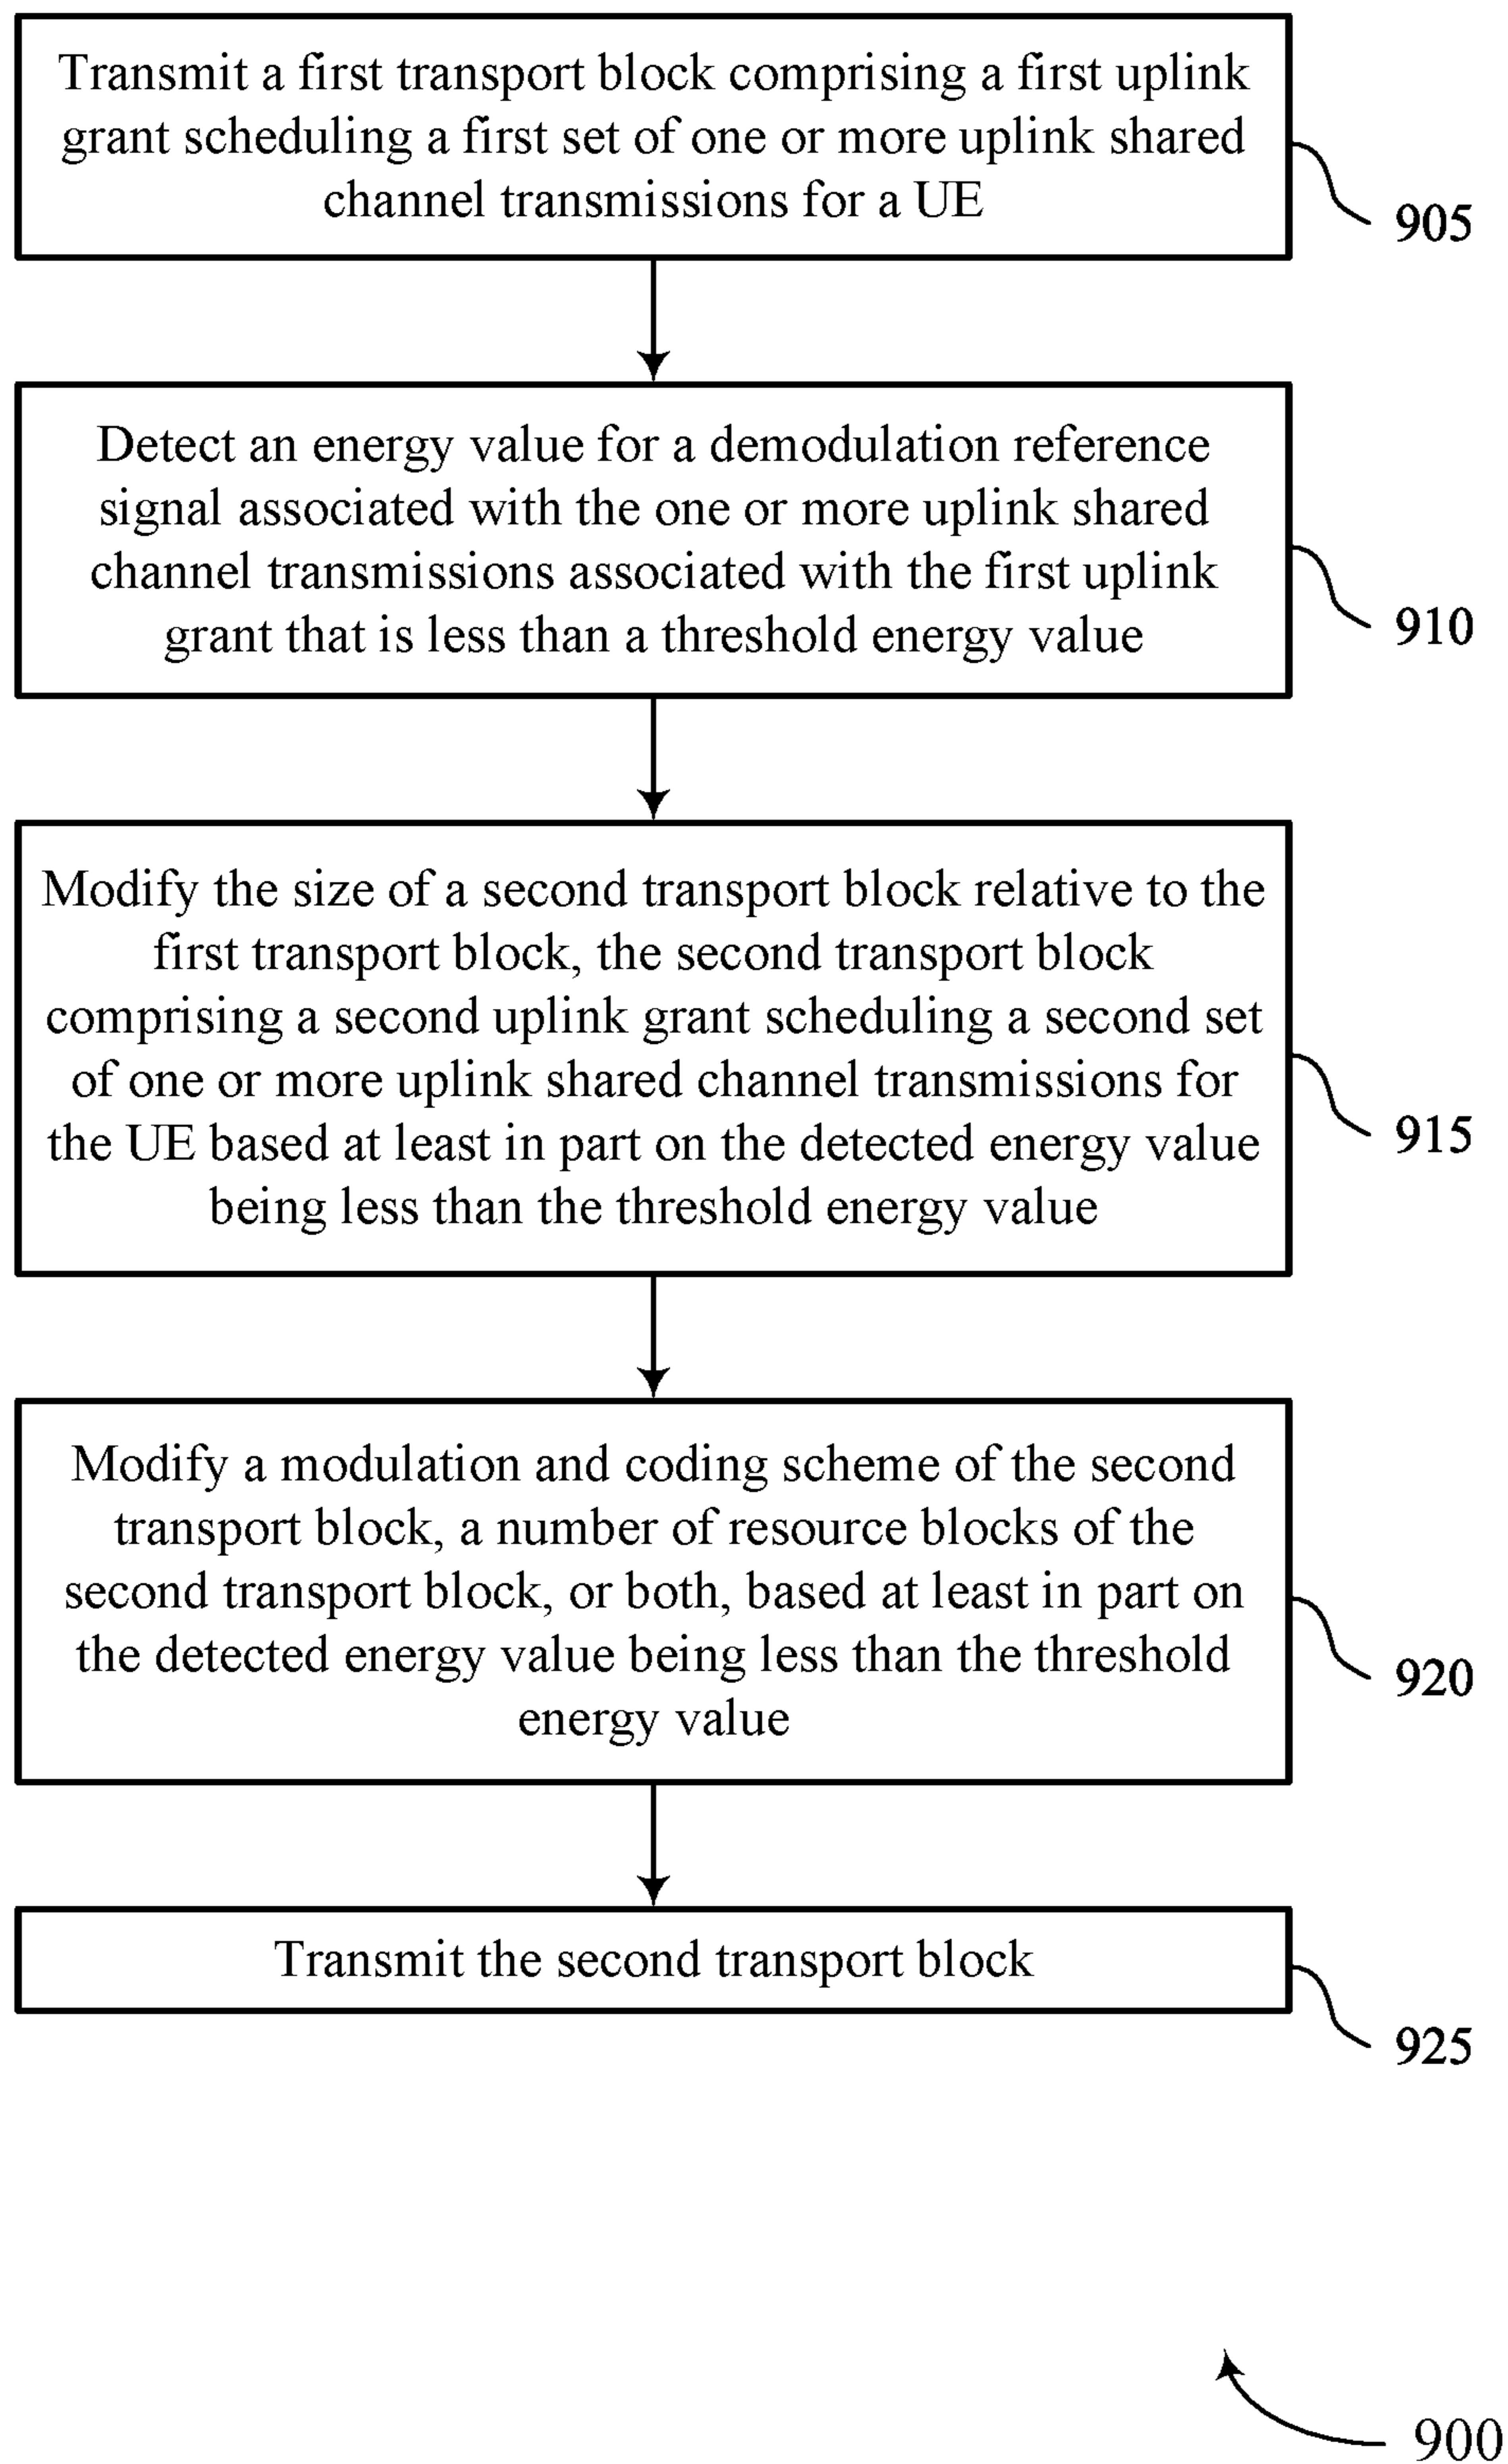 Transmit a first transport block comprising a first uplink
grant scheduling a first set of one or more uplink shared
channel transmissions for a UE
905
Detect an energy value for a demodulation reference
signal associated with the one or more uplink shared
channel transmissions associated with the first uplink
grant that is less than a threshold energy value
910
Modify the size of a second transport block relative to the
first transport block, the second transport block
comprising a second uplink grant scheduling a second set
of one or more uplink shared channel transmissions for
the UE based at least in part on the detected energy value
being less than the threshold energy value
915
Modify a modulation and coding scheme of the second
transport block, a number of resource blocks of the
second transport block, or both, based at least in part on
the detected energy value being less than the threshold
energy value
920
Transmit the second transport block
925
900